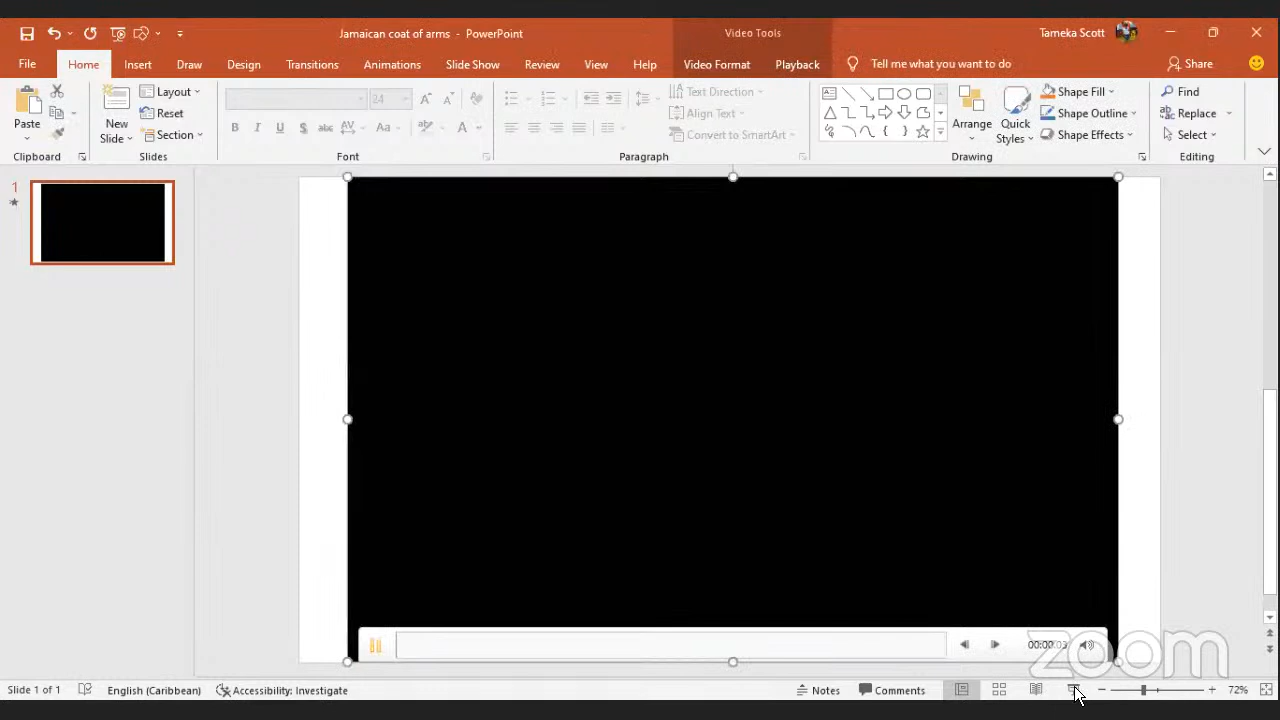 Jamaican coat of arms - PowerPoint
Video Tools
Tameka Scott
File
Home
Insert
Draw
Design
Transitions
Animations
Slide Show
Review
View
Help
Video Format
Playback
Tell me what you want to do
Share
Paste
New
Slide
Layout
Reset
Section
24
B I U S abc AV Aa A
Text Direction
Align Text
Convert to SmartArt
Arrange
Quick
Styles
Shape Fill
Shape Outline
Shape Effects
Find
Replace
Select
Clipboard
Slides
Font
Paragraph
Drawing
Editing
1
zoom
Slide 1 of 1
English (Caribbean)
Accessibility: Investigate
Notes
Comments
72%